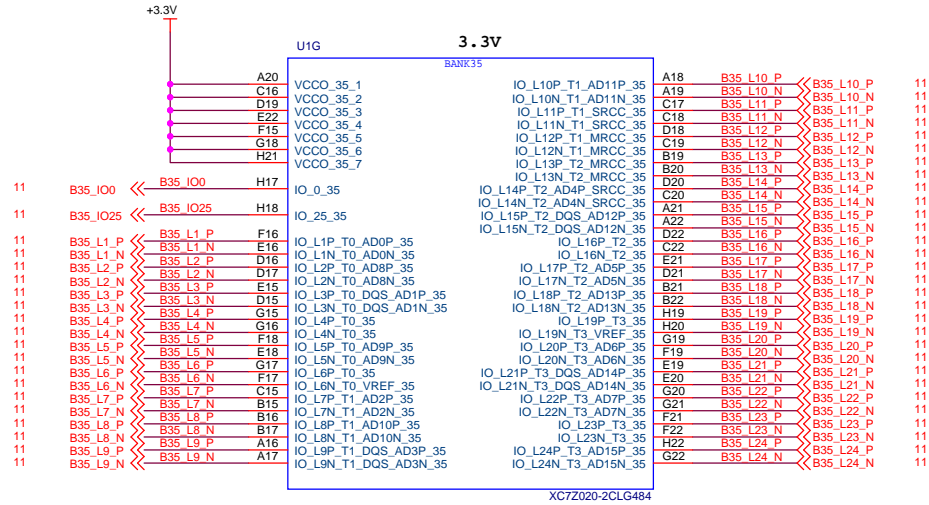 +3.3V
U1G
3.3V
BANK35
A20 VCCO_35_1
C16 VCCO_35_2
D19 VCCO_35_3
E22 VCCO_35_4
F15 VCCO_35_5
G18 VCCO_35_6
H21 VCCO_35_7
11 B35_IO0 B35_IO0 H17 IO_0_35
11 B35_IO25 B35_IO25 H18 IO_25_35
11 B35_L1_P B35_L1_P F16 IO_L1P_T0_AD0P_35
11 B35_L1_N B35_L1_N E16 IO_L1N_T0_AD0N_35
11 B35_L2_P B35_L2_P D16 IO_L2P_T0_AD8P_35
11 B35_L2_N B35_L2_N D17 IO_L2N_T0_AD8N_35
11 B35_L3_P B35_L3_P E15 IO_L3P_T0_DQS_AD1P_35
11 B35_L3_N B35_L3_N D15 IO_L3N_T0_DQS_AD1N_35
11 B35_L4_P B35_L4_P G15 IO_L4P_T0_35
11 B35_L4_N B35_L4_N G16 IO_L4N_T0_35
11 B35_L5_P B35_L5_P F18 IO_L5P_T0_AD9P_35
11 B35_L5_N B35_L5_N E18 IO_L5N_T0_AD9N_35
11 B35_L6_P B35_L6_P G17 IO_L6P_T0_35
11 B35_L6_N B35_L6_N F17 IO_L6N_T0_VREF_35
11 B35_L7_P B35_L7_P C15 IO_L7P_T1_AD2P_35
11 B35_L7_N B35_L7_N B15 IO_L7N_T1_AD2N_35
11 B35_L8_P B35_L8_P B16 IO_L8P_T1_AD10P_35
11 B35_L8_N B35_L8_N B17 IO_L8N_T1_AD10N_35
11 B35_L9_P B35_L9_P A16 IO_L9P_T1_DQS_AD3P_35
11 B35_L9_N B35_L9_N A17 IO_L9N_T1_DQS_AD3N_35
IO_L10P_T1_AD11P_35 A18 B35_L10_P B35_L10_P 11
IO_L10N_T1_AD11N_35 A19 B35_L10_N B35_L10_N 11
IO_L11P_T1_SRCC_35 C17 B35_L11_P B35_L11_P 11
IO_L11N_T1_SRCC_35 C18 B35_L11_N B35_L11_N 11
IO_L12P_T1_MRCC_35 D18 B35_L12_P B35_L12_P 11
IO_L12N_T1_MRCC_35 C19 B35_L12_N B35_L12_N 11
IO_L13P_T2_MRCC_35 B19 B35_L13_P B35_L13_P 11
IO_L13N_T2_MRCC_35 B20 B35_L13_N B35_L13_N 11
IO_L14P_T2_AD4P_SRCC_35 D20 B35_L14_P B35_L14_P 11
IO_L14N_T2_AD4N_SRCC_35 C20 B35_L14_N B35_L14_N 11
IO_L15P_T2_DQS_AD12P_35 A21 B35_L15_P B35_L15_P 11
IO_L15N_T2_DQS_AD12N_35 A22 B35_L15_N B35_L15_N 11
IO_L16P_T2_35 D22 B35_L16_P B35_L16_P 11
IO_L16N_T2_35 C22 B35_L16_N B35_L16_N 11
IO_L17P_T2_AD5P_35 E21 B35_L17_P B35_L17_P 11
IO_L17N_T2_AD5N_35 D21 B35_L17_N B35_L17_N 11
IO_L18P_T2_AD13P_35 B21 B35_L18_P B35_L18_P 11
IO_L18N_T2_AD13N_35 B22 B35_L18_N B35_L18_N 11
IO_L19P_T3_35 H19 B35_L19_P B35_L19_P 11
IO_L19N_T3_VREF_35 H20 B35_L19_N B35_L19_N 11
IO_L20P_T3_AD6P_35 G19 B35_L20_P B35_L20_P 11
IO_L20N_T3_AD6N_35 F19 B35_L20_N B35_L20_N 11
IO_L21P_T3_DQS_AD14P_35 E19 B35_L21_P B35_L21_P 11
IO_L21N_T3_DQS_AD14N_35 E20 B35_L21_N B35_L21_N 11
IO_L22P_T3_AD7P_35 G20 B35_L22_P B35_L22_P 11
IO_L22N_T3_AD7N_35 G21 B35_L22_N B35_L22_N 11
IO_L23P_T3_35 F21 B35_L23_P B35_L23_P 11
IO_L23N_T3_35 F22 B35_L23_N B35_L23_N 11
IO_L24P_T3_AD15P_35 H22 B35_L24_P B35_L24_P 11
IO_L24N_T3_AD15N_35 G22 B35_L24_N B35_L24_N 11
XC7Z020-2CLG484